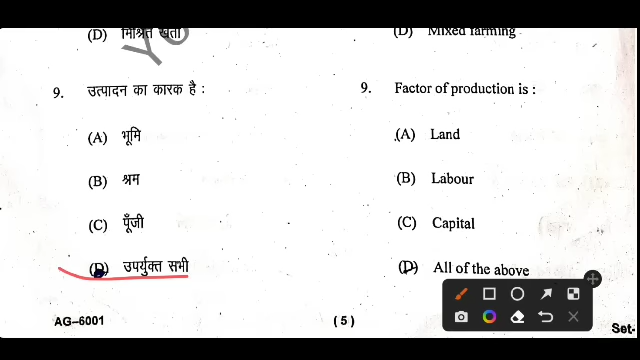 (D) मिश्रित खेती
9. उत्पादन का कारक है :
(A) भूमि
(B) श्रम
(C) पूँजी
(D) उपर्युक्त सभी
AG–6001
(D) Mixed farming
9. Factor of production is :
(A) Land
(B) Labour
(C) Capital
(D) All of the above
( 5 )
Set-